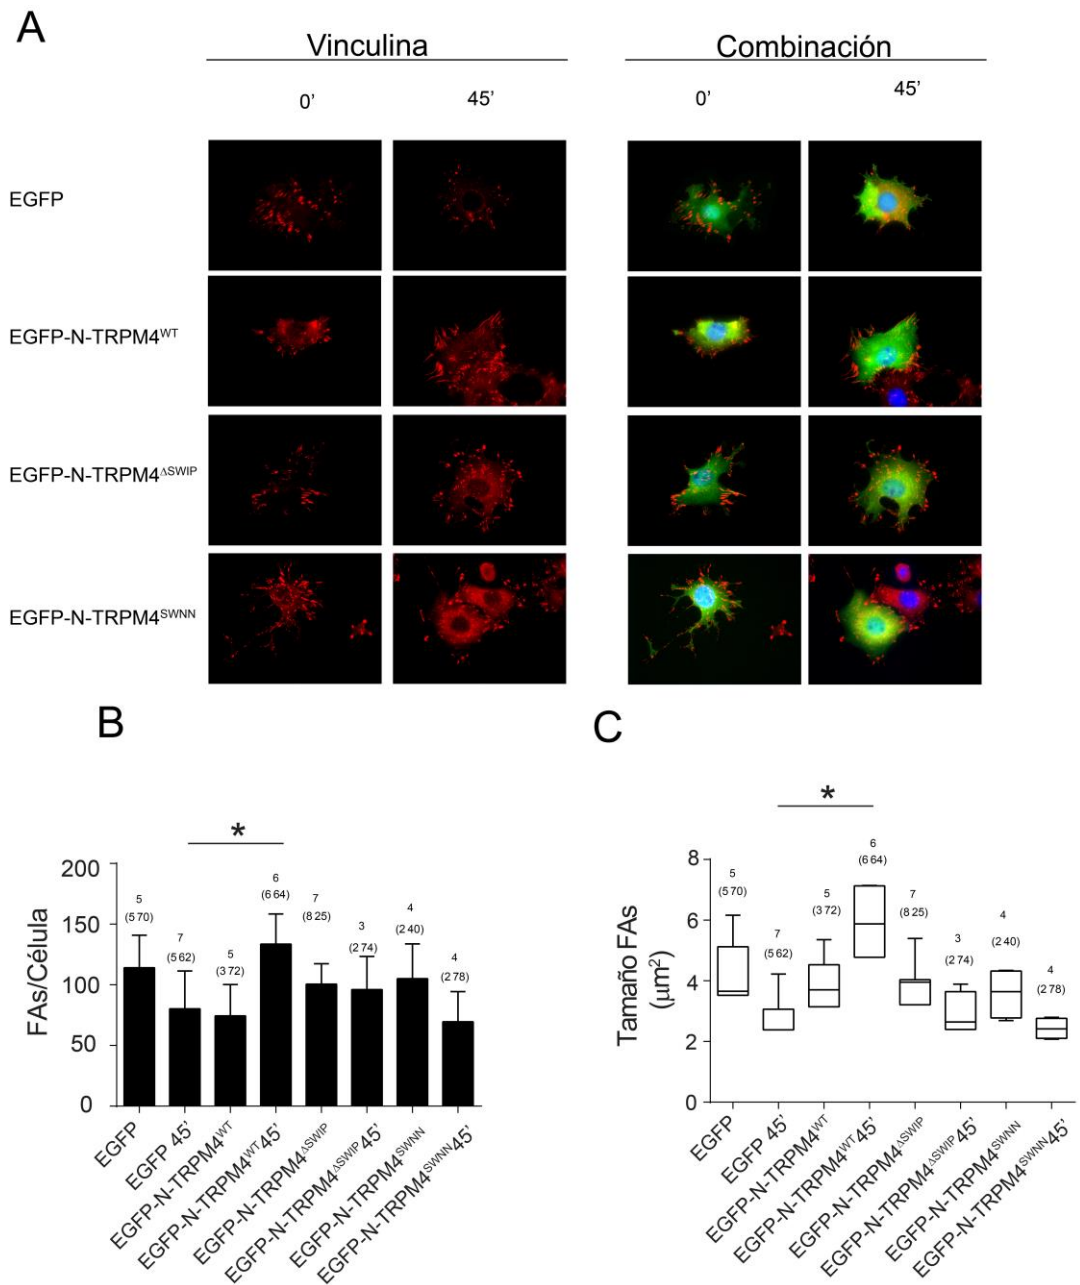 A
Vinculina
Combinación
0’
45’
0’
45’
EGFP
EGFP-N-TRPM4WT
EGFP-N-TRPM4ΔSWIP
EGFP-N-TRPM4SWNN
B
*
FAs/Célula
200
150
100
50
0
5
(570)
7
(562)
5
(372)
6
(664)
7
(825)
3
(274)
4
(240)
4
(278)
EGFP
EGFP 45’
EGFP-N-TRPM4WT
EGFP-N-TRPM4WT45’
EGFP-N-TRPM4ΔSWIP
EGFP-N-TRPM4ΔSWIP45’
EGFP-N-TRPM4SWNN
EGFP-N-TRPM4SWNN45’
C
*
Tamaño FAs
(µm2)
8
6
4
2
0
5
(570)
7
(562)
5
(372)
6
(664)
7
(825)
3
(274)
4
(240)
4
(278)
EGFP
EGFP 45’
EGFP-N-TRPM4WT
EGFP-N-TRPM4WT45’
EGFP-N-TRPM4ΔSWIP
EGFP-N-TRPM4ΔSWIP45’
EGFP-N-TRPM4SWNN
EGFP-N-TRPM4SWNN45’